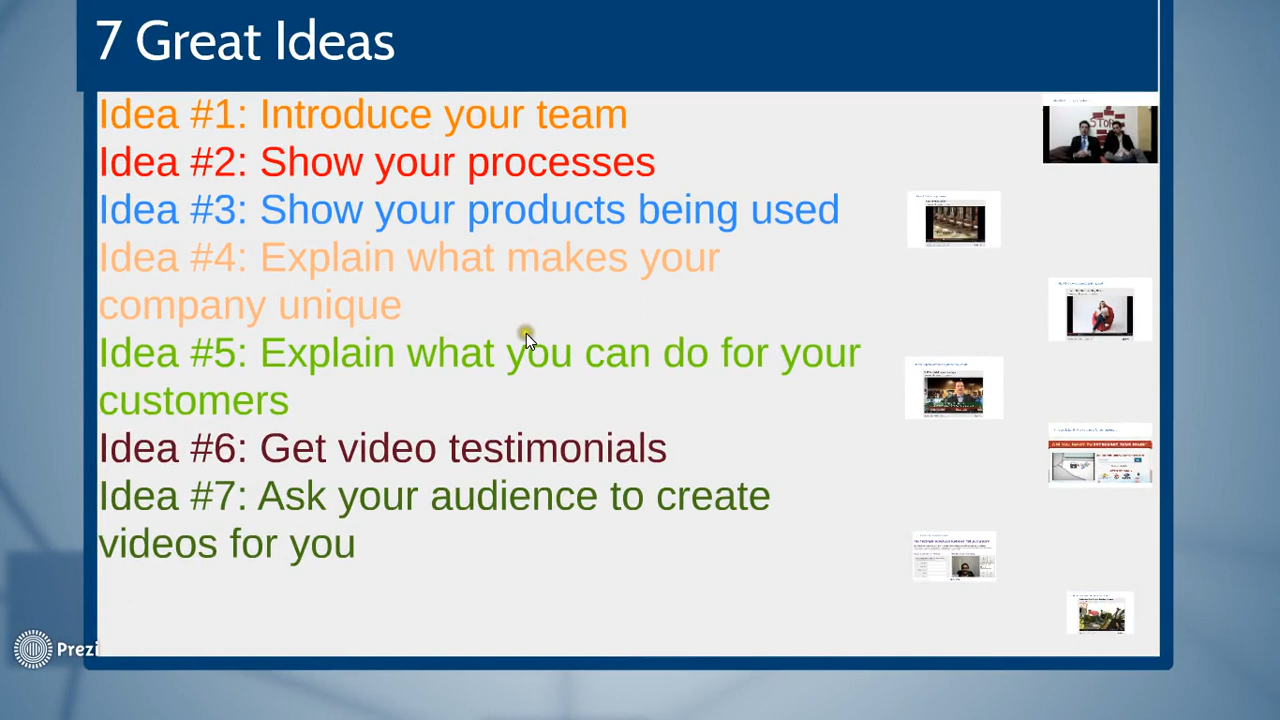 7 Great Ideas
Idea #1: Introduce your team
Idea #2: Show your processes
Idea #3: Show your products being used
Idea #4: Explain what makes your
company unique
Idea #5: Explain what you can do for your
customers
Idea #6: Get video testimonials
Idea #7: Ask your audience to create
videos for you
STOP
Prezi